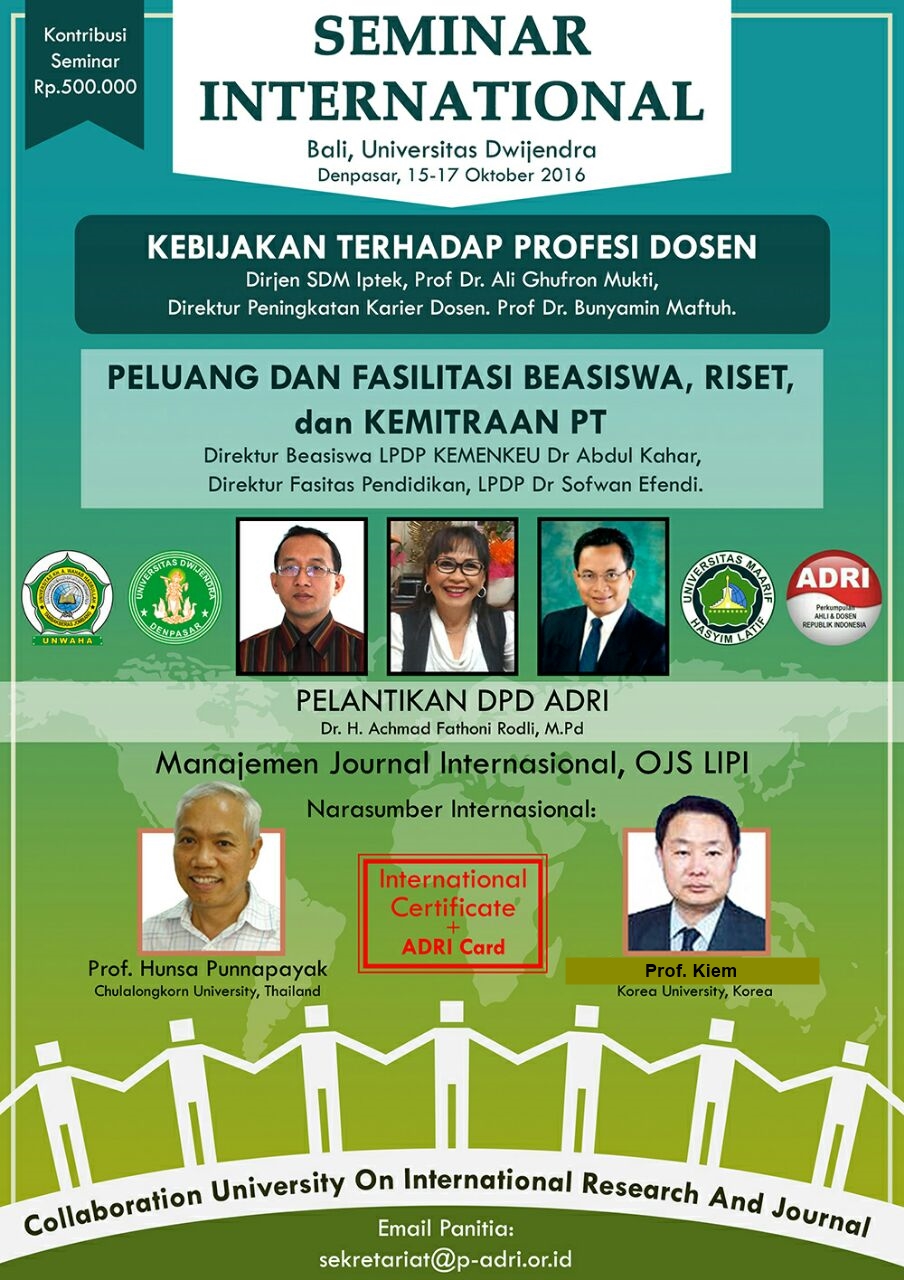 Kontribusi
Seminar
Rp.500.000
SEMINAR
INTERNATIONAL
Bali, Universitas Dwijendra
Denpasar, 15-17 Oktober 2016
KEBIJAKAN TERHADAP PROFESI DOSEN
Dirjen SDM Iptek, Prof Dr. Ali Ghufron Mukti,
Direktur Peningkatan Karier Dosen. Prof Dr. Bunyamin Maftuh.
PELUANG DAN FASILITASI BEASISWA, RISET,
dan KEMITRAAN PT
Direktur Beasiswa LPDP KEMENKEU Dr Abdul Kahar,
Direktur Fasitas Pendidikan, LPDP Dr Sofwan Efendi.
UNWAHA
UNIVERSITAS DWIJENDRA
DENPASAR
UNIVERSITAS MAARIF
HASYIM LATIF
ADRI
Perkumpulan
AHLI & DOSEN
REPUBLIK INDONESIA
PELANTIKAN DPD ADRI
Dr. H. Achmad Fathoni Rodli, M.Pd
Manajemen Journal Internasional, OJS LIPI
Narasumber Internasional:
International
Certificate
+
ADRI Card
Prof. Hunsa Punnapayak
Chulalongkorn University, Thailand
Prof. Kiem
Korea University, Korea
Collaboration University On International Research And Journal
Email Panitia:
sekretariat@p-adri.or.id